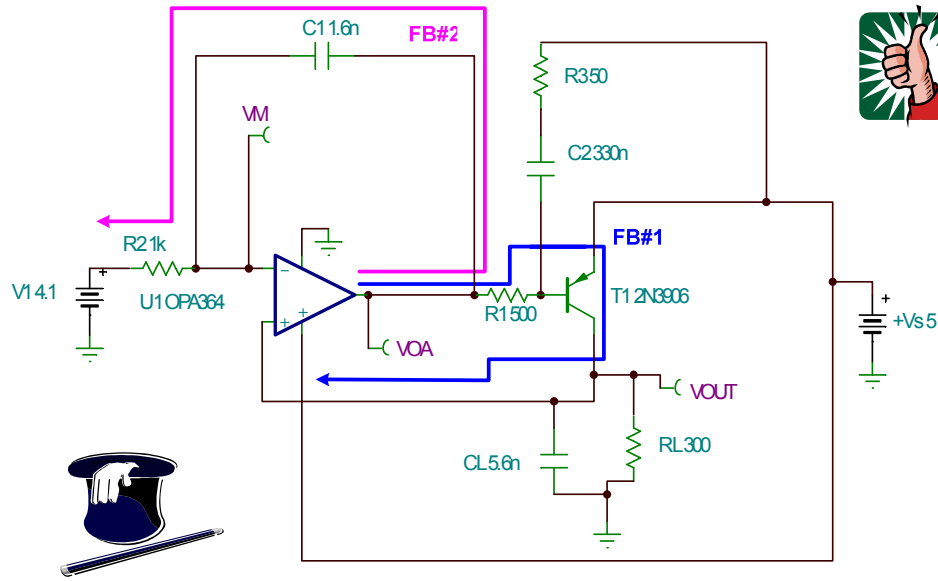 C1 1.6n
FB#2
R3 50
VM
C2 330n
R2 1k
FB#1
V1 4.1
U1 OPA364
R1 500
T1 2N3906
+Vs 5
VOA
VOUT
CL 5.6n
RL 300